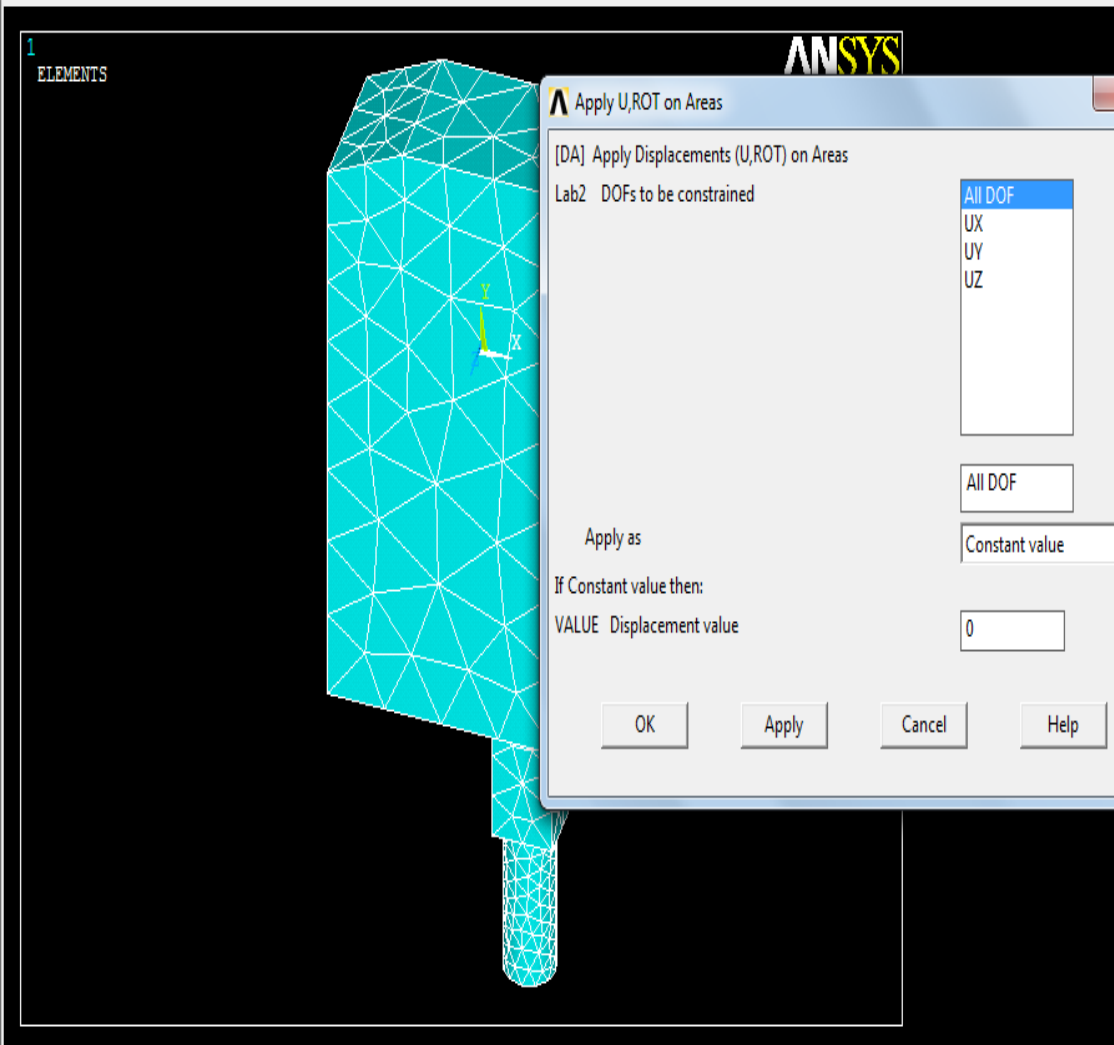 1
ELEMENTS
ANSYS
Apply U,ROT on Areas
[DA] Apply Displacements (U,ROT) on Areas
Lab2 DOFs to be constrained
All DOF
UX
UY
UZ
Y
X
All DOF
Apply as
Constant value
If Constant value then:
VALUE Displacement value
0
OK
Apply
Cancel
Help